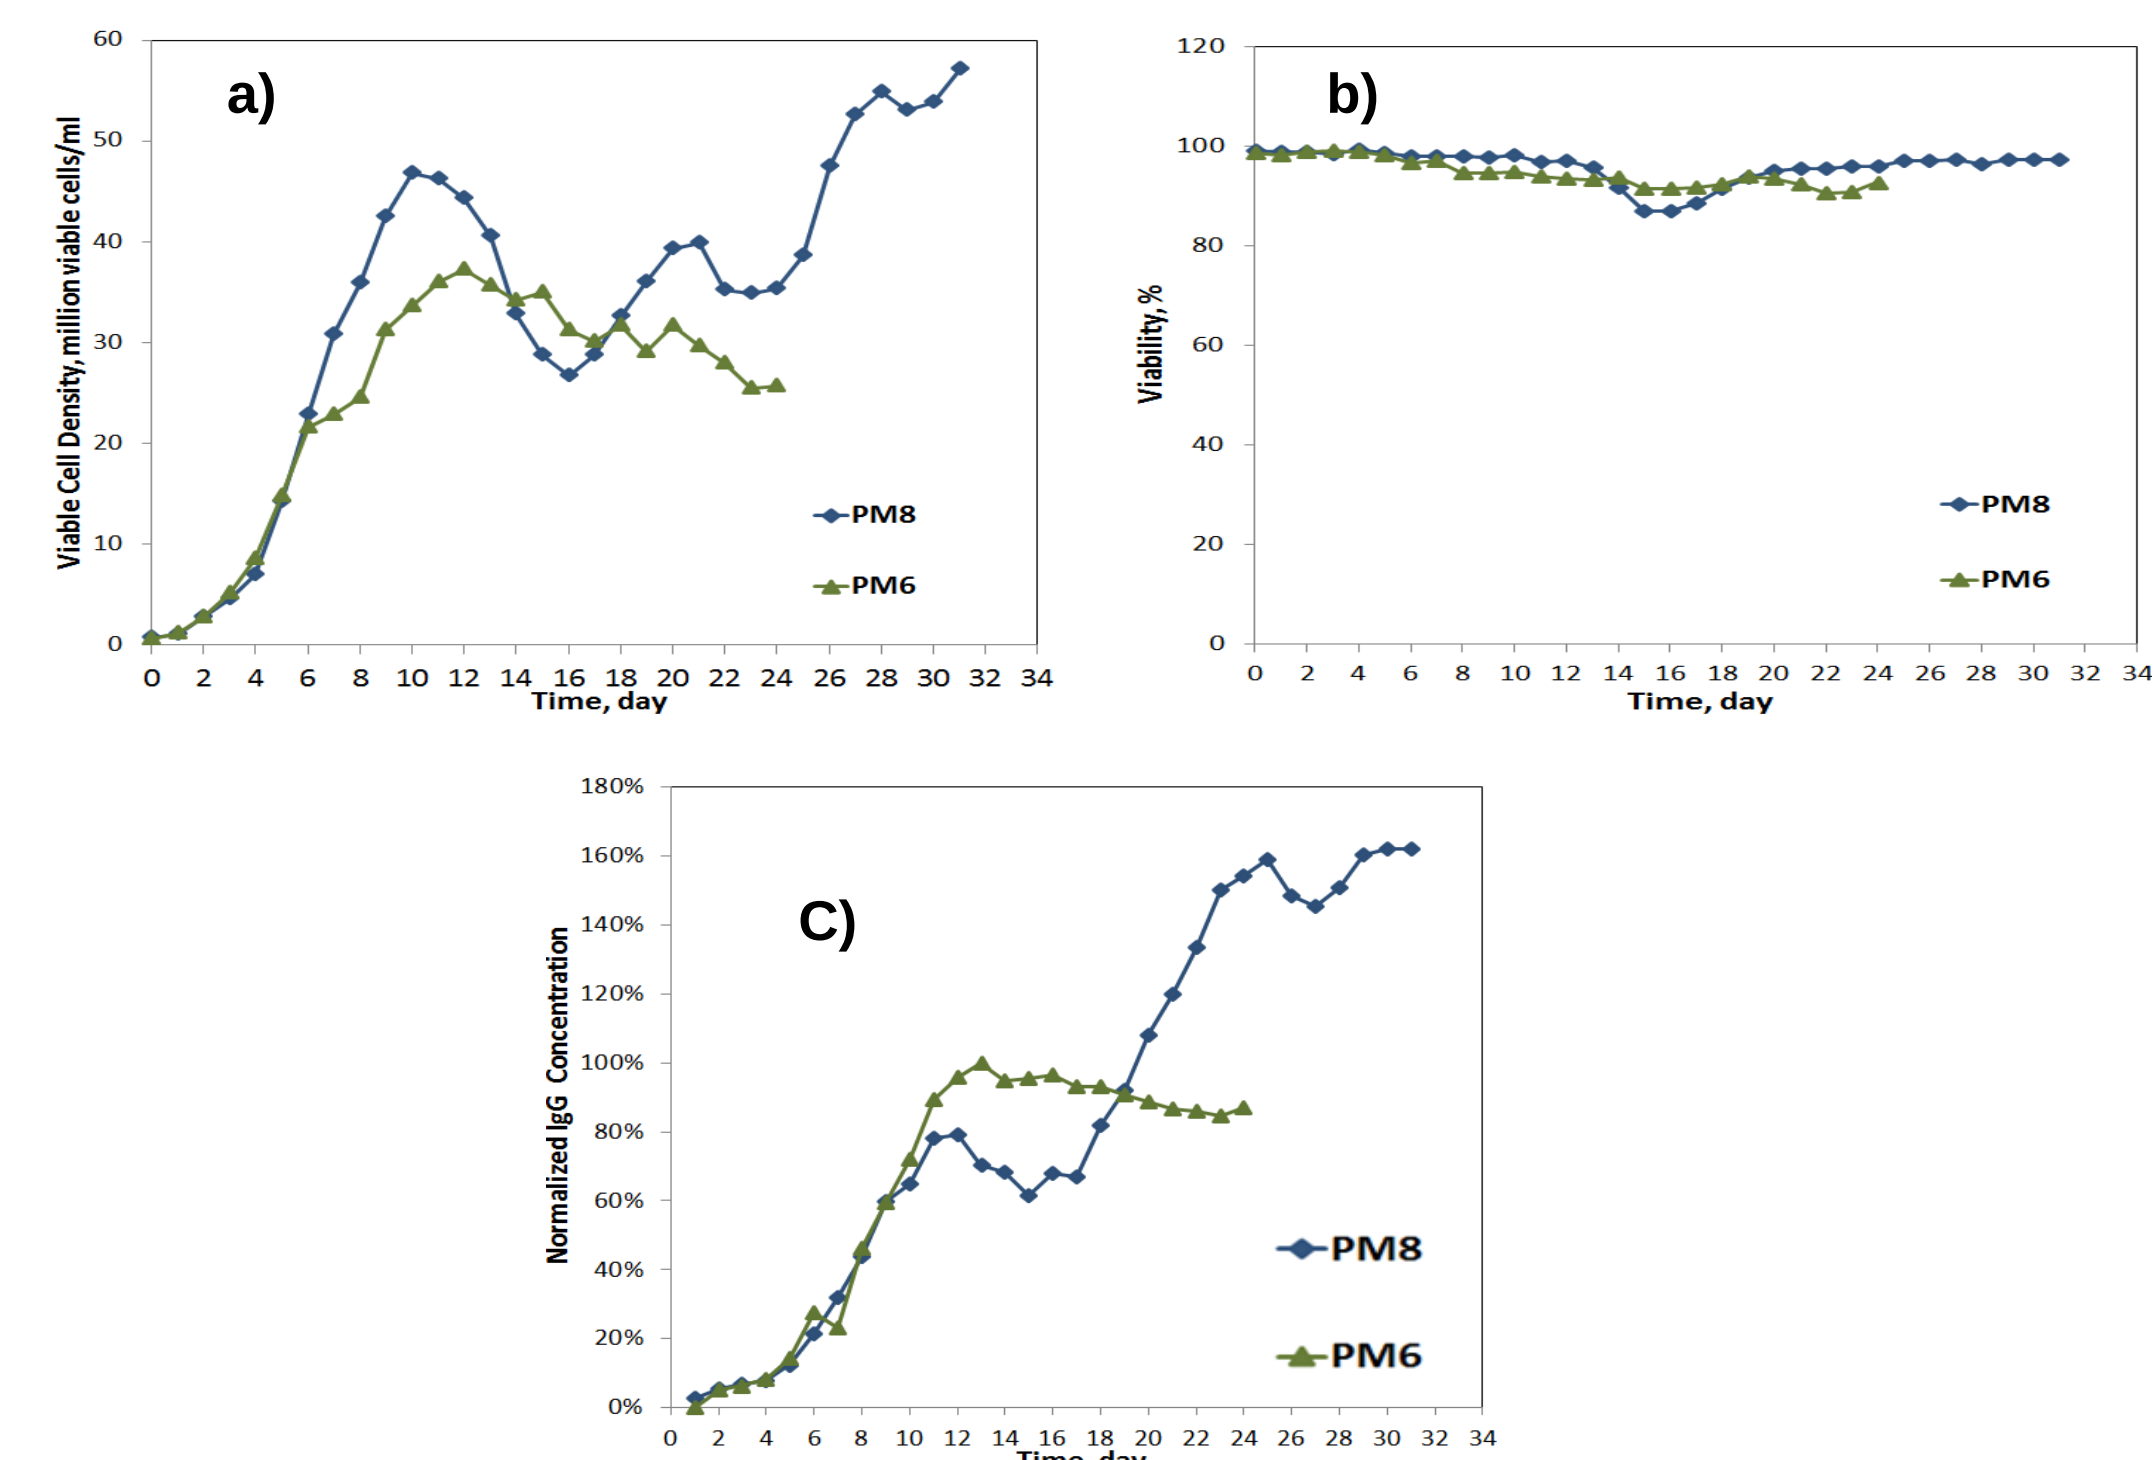 a)
Viable Cell Density, million viable cells/ml
60
50
40
30
20
10
0
PM8
PM6
0 2 4 6 8 10 12 14 16 18 20 22 24 26 28 30 32 34
Time, day
b)
Viability, %
120
100
80
60
40
20
0
PM8
PM6
0 2 4 6 8 10 12 14 16 18 20 22 24 26 28 30 32 34
Time, day
C)
Normalized IgG Concentration
180%
160%
140%
120%
100%
80%
60%
40%
20%
0%
PM8
PM6
0 2 4 6 8 10 12 14 16 18 20 22 24 26 28 30 32 34
Time, day